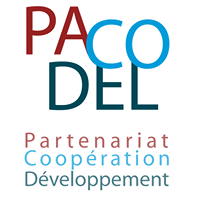 PACO
DEL
Partenariat
Coopération
Développement